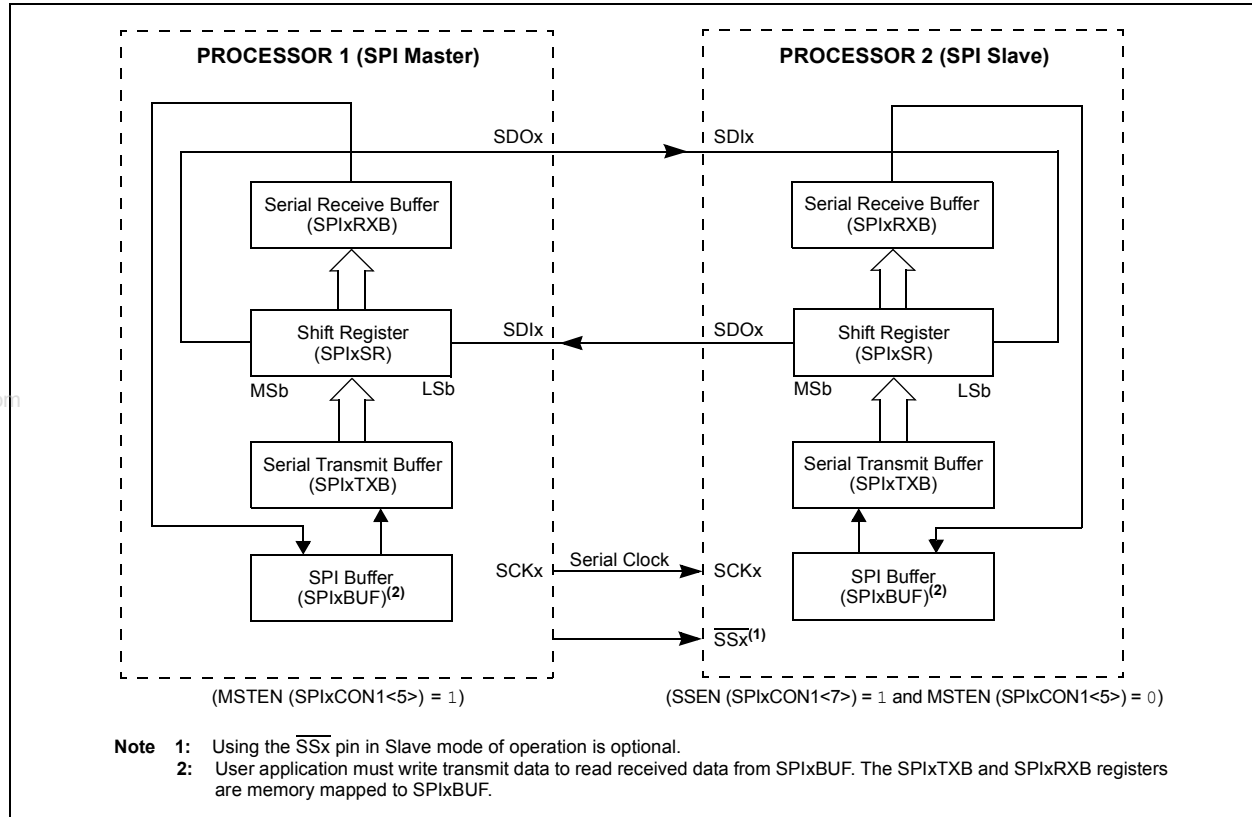 PROCESSOR 1 (SPI Master)
PROCESSOR 2 (SPI Slave)
SDOx
SDIx
Serial Receive Buffer
(SPIxRXB)
Serial Receive Buffer
(SPIxRXB)
Shift Register
(SPIxSR)
SDIx
SDOx
Shift Register
(SPIxSR)
MSb
LSb
MSb
LSb
om
Serial Transmit Buffer
(SPIxTXB)
Serial Transmit Buffer
(SPIxTXB)
SPI Buffer
(SPIxBUF)(2)
SCKx
Serial Clock
SCKx
SPI Buffer
(SPIxBUF)(2)
SSx(1)
(MSTEN (SPIxCON1<5>) = 1)
(SSEN (SPIxCON1<7>) = 1 and MSTEN (SPIxCON1<5>) = 0)
Note 1: Using the SSx pin in Slave mode of operation is optional.
2: User application must write transmit data to read received data from SPIxBUF. The SPIxTXB and SPIxRXB registers
are memory mapped to SPIxBUF.